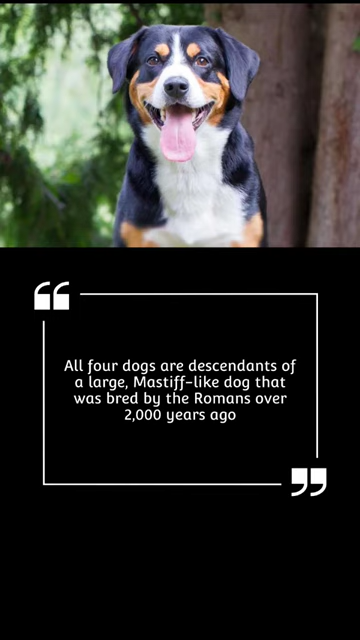 All four dogs are descendants of
a large, Mastiff-like dog that
was bred by the Romans over
2,000 years ago